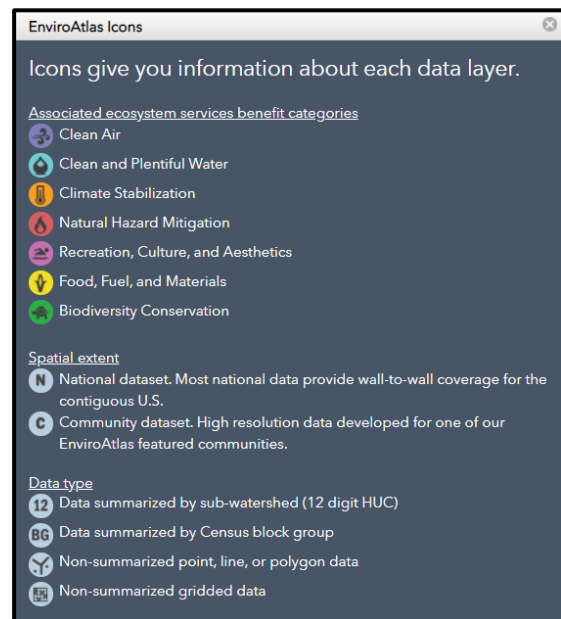 EnviroAtlas Icons
Icons give you information about each data layer.
Associated ecosystem services benefit categories
Clean Air
Clean and Plentiful Water
Climate Stabilization
Natural Hazard Mitigation
Recreation, Culture, and Aesthetics
Food, Fuel, and Materials
Biodiversity Conservation
Spatial extent
N National dataset. Most national data provide wall-to-wall coverage for the
contiguous U.S.
C Community dataset. High resolution data developed for one of our
EnviroAtlas featured communities.
Data type
12 Data summarized by sub-watershed (12 digit HUC)
BG Data summarized by Census block group
Non-summarized point, line, or polygon data
Non-summarized gridded data